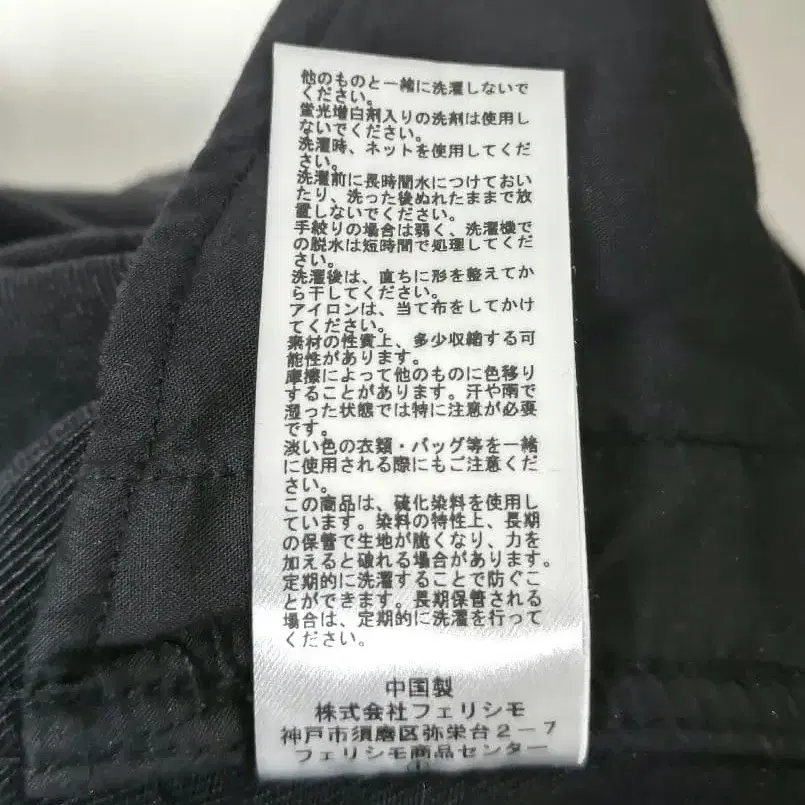 他のものと一緒に洗濯しないで
ください。
蛍光増白剤入りの洗剤は使用し
ないでください。
洗濯時、ネットを使用してくだ
さい。
洗濯前に長時間水につけておい
たり、洗った後ぬれたままで放
置しないでください。
手絞りの場合は弱く、洗濯機で
の脱水は短時間で処理してくだ
さい。
洗濯後は、直ちに形を整えてか
ら干してください。
アイロンは、当て布をしてかけ
てください。
素材の性質上、多少収縮する可
能性があります。
摩擦によって他のものに色移り
することがあります。汗や雨で
湿った状態では特に注意が必要
です。
淡い色の衣類・バッグ等を一緒
に使用される際にもご注意くだ
さい。
この商品は、硫化染料を使用し
ています。染料の特性上、長期
の保管で生地が脆くなり、力を
加えると破れる場合があります。
定期的に洗濯することで防ぐこ
とができます。長期保管される
場合は、定期的に洗濯を行って
ください。
中国製
株式会社フェリシモ
神戸市須磨区弥栄台2-7
フェリシモ商品センター